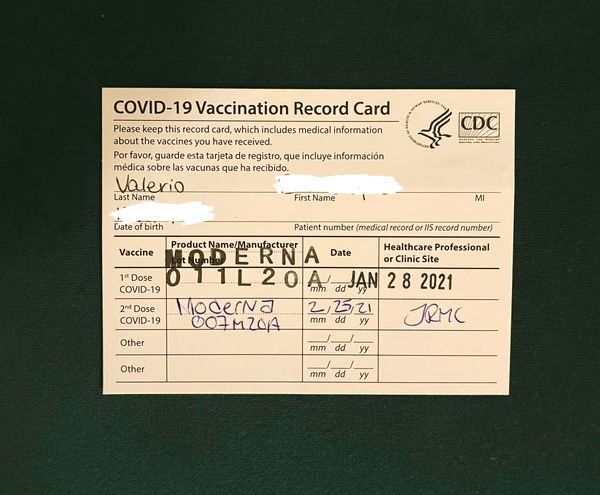 COVID-19 Vaccination Record Card
CDC
Please keep this record card, which includes medical information
about the vaccines you have received.
Por favor, guarde esta tarjeta de registro, que incluye información
médica sobre las vacunas que ha recibido.
Valerio
Last Name First Name MI
Date of birth Patient number (medical record or IIS record number)
Vaccine Product Name/Manufacturer Date Healthcare Professional
Lot Number or Clinic Site
MODERNA
1st Dose
COVID-19
011L20A JAN 28 2021
mm dd yy
2nd Dose
COVID-19
Moderna 2/25/21 JRMC
007M20A mm dd yy
Other
mm dd yy
Other
mm dd yy